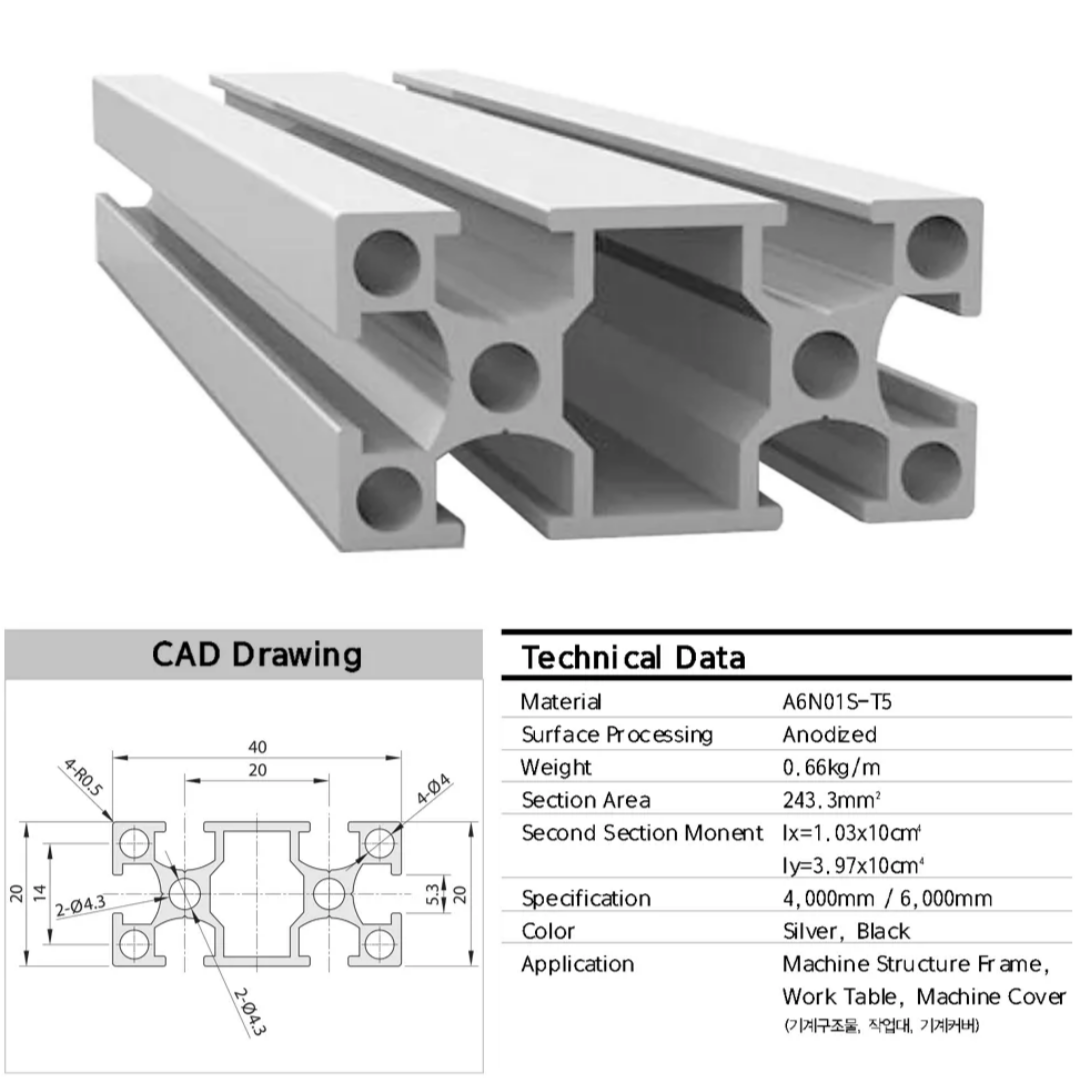 CAD Drawing
40
20
4-R0.5
4-Ø4
20
14
2-Ø4.3
5.3
20
2-Ø4.3
Technical Data
Material A6N01S-T5
Surface Processing Anodized
Weight 0.66kg/m
Section Area 243.3mm²
Second Section Monent Ix=1.03x10cm⁴
Iy=3.97x10cm⁴
Specification 4,000mm / 6,000mm
Color Silver, Black
Application Machine Structure Frame,
Work Table, Machine Cover
(기계구조물, 작업대, 기계커버)